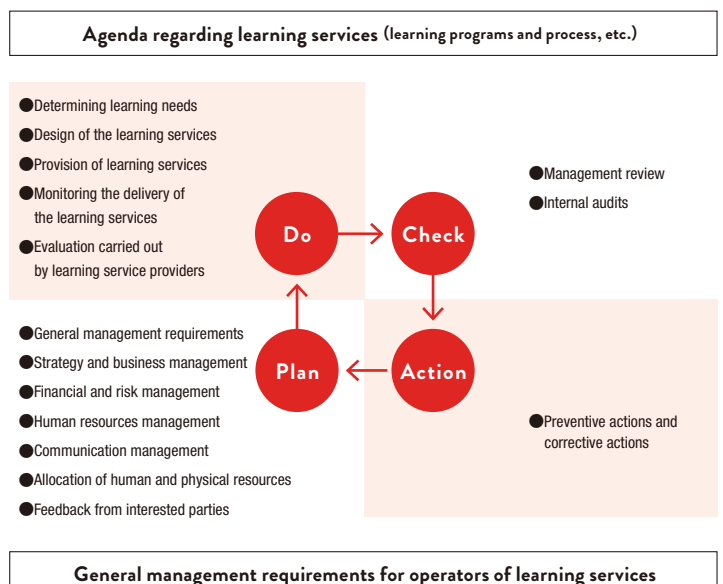 Agenda regarding learning services (learning programs and process, etc.)
●Determining learning needs
●Design of the learning services
●Provision of learning services
●Monitoring the delivery of
the learning services
●Evaluation carried out
by learning service providers
Do
Check
●Management review
●Internal audits
●General management requirements
●Strategy and business management
●Financial and risk management
●Human resources management
●Communication management
●Allocation of human and physical resources
●Feedback from interested parties
Plan
Action
●Preventive actions and
corrective actions
General management requirements for operators of learning services